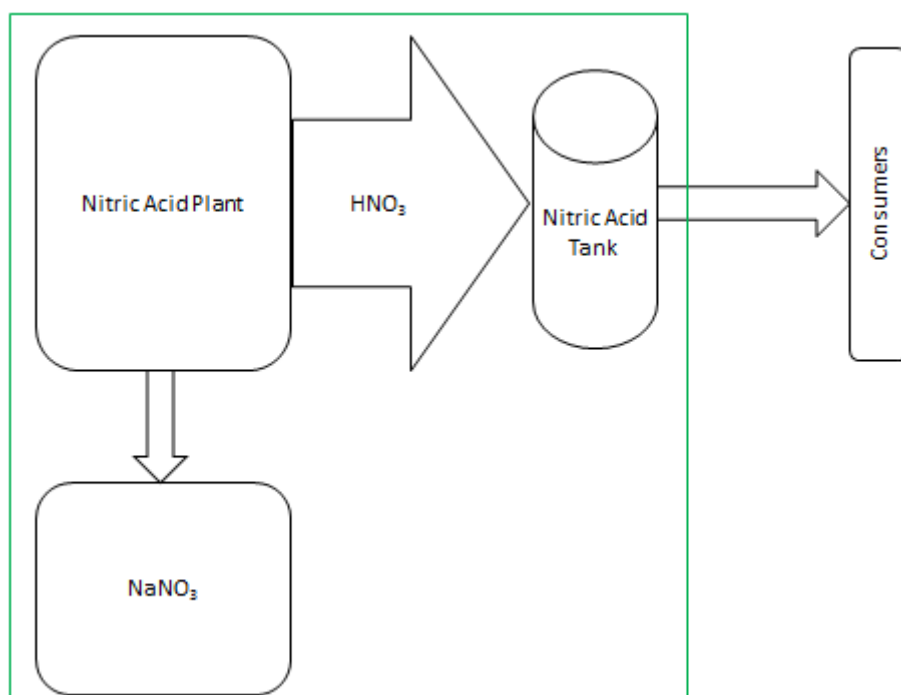 Nitric Acid Plant
HNO₃
Nitric Acid
Tank
Consumers
NaNO₃